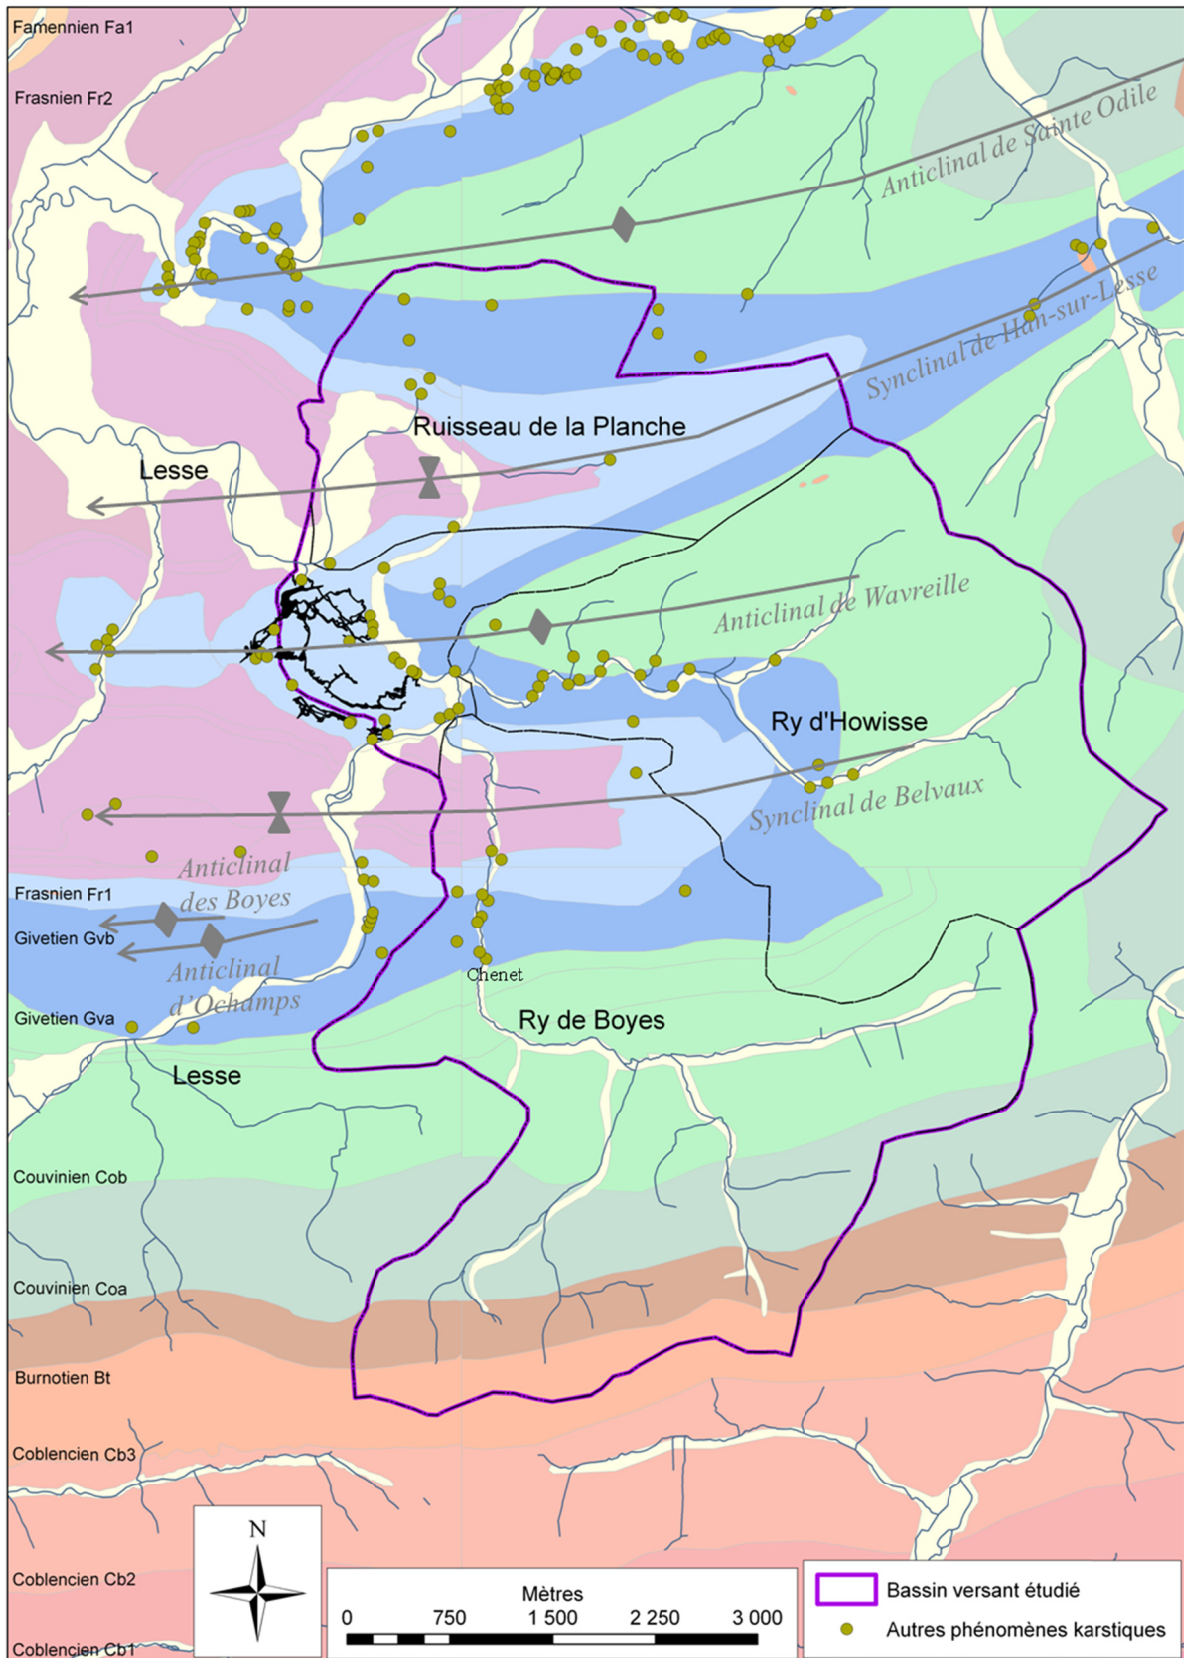 Famennien Fa1
Frasnien Fr2
Anticlinal de Sainte Odile
Synclinal de Han-sur-Lesse
Ruisseau de la Planche
Lesse
Anticlinal de Wavreille
Ry d'Howisse
Synclinal de Belvaux
Anticlinal
des Boyes
Frasnien Fr1
Givetien Gvb
Anticlinal
d'Ochamps
Chenet
Givetien Gva
Ry de Boyes
Lesse
Couvinien Cob
Couvinien Coa
Burnotien Bt
Coblencien Cb3
N
Coblencien Cb2
Mètres
0 750 1 500 2 250 3 000
Bassin versant étudié
Autres phénomènes karstiques
Coblencien Cb1